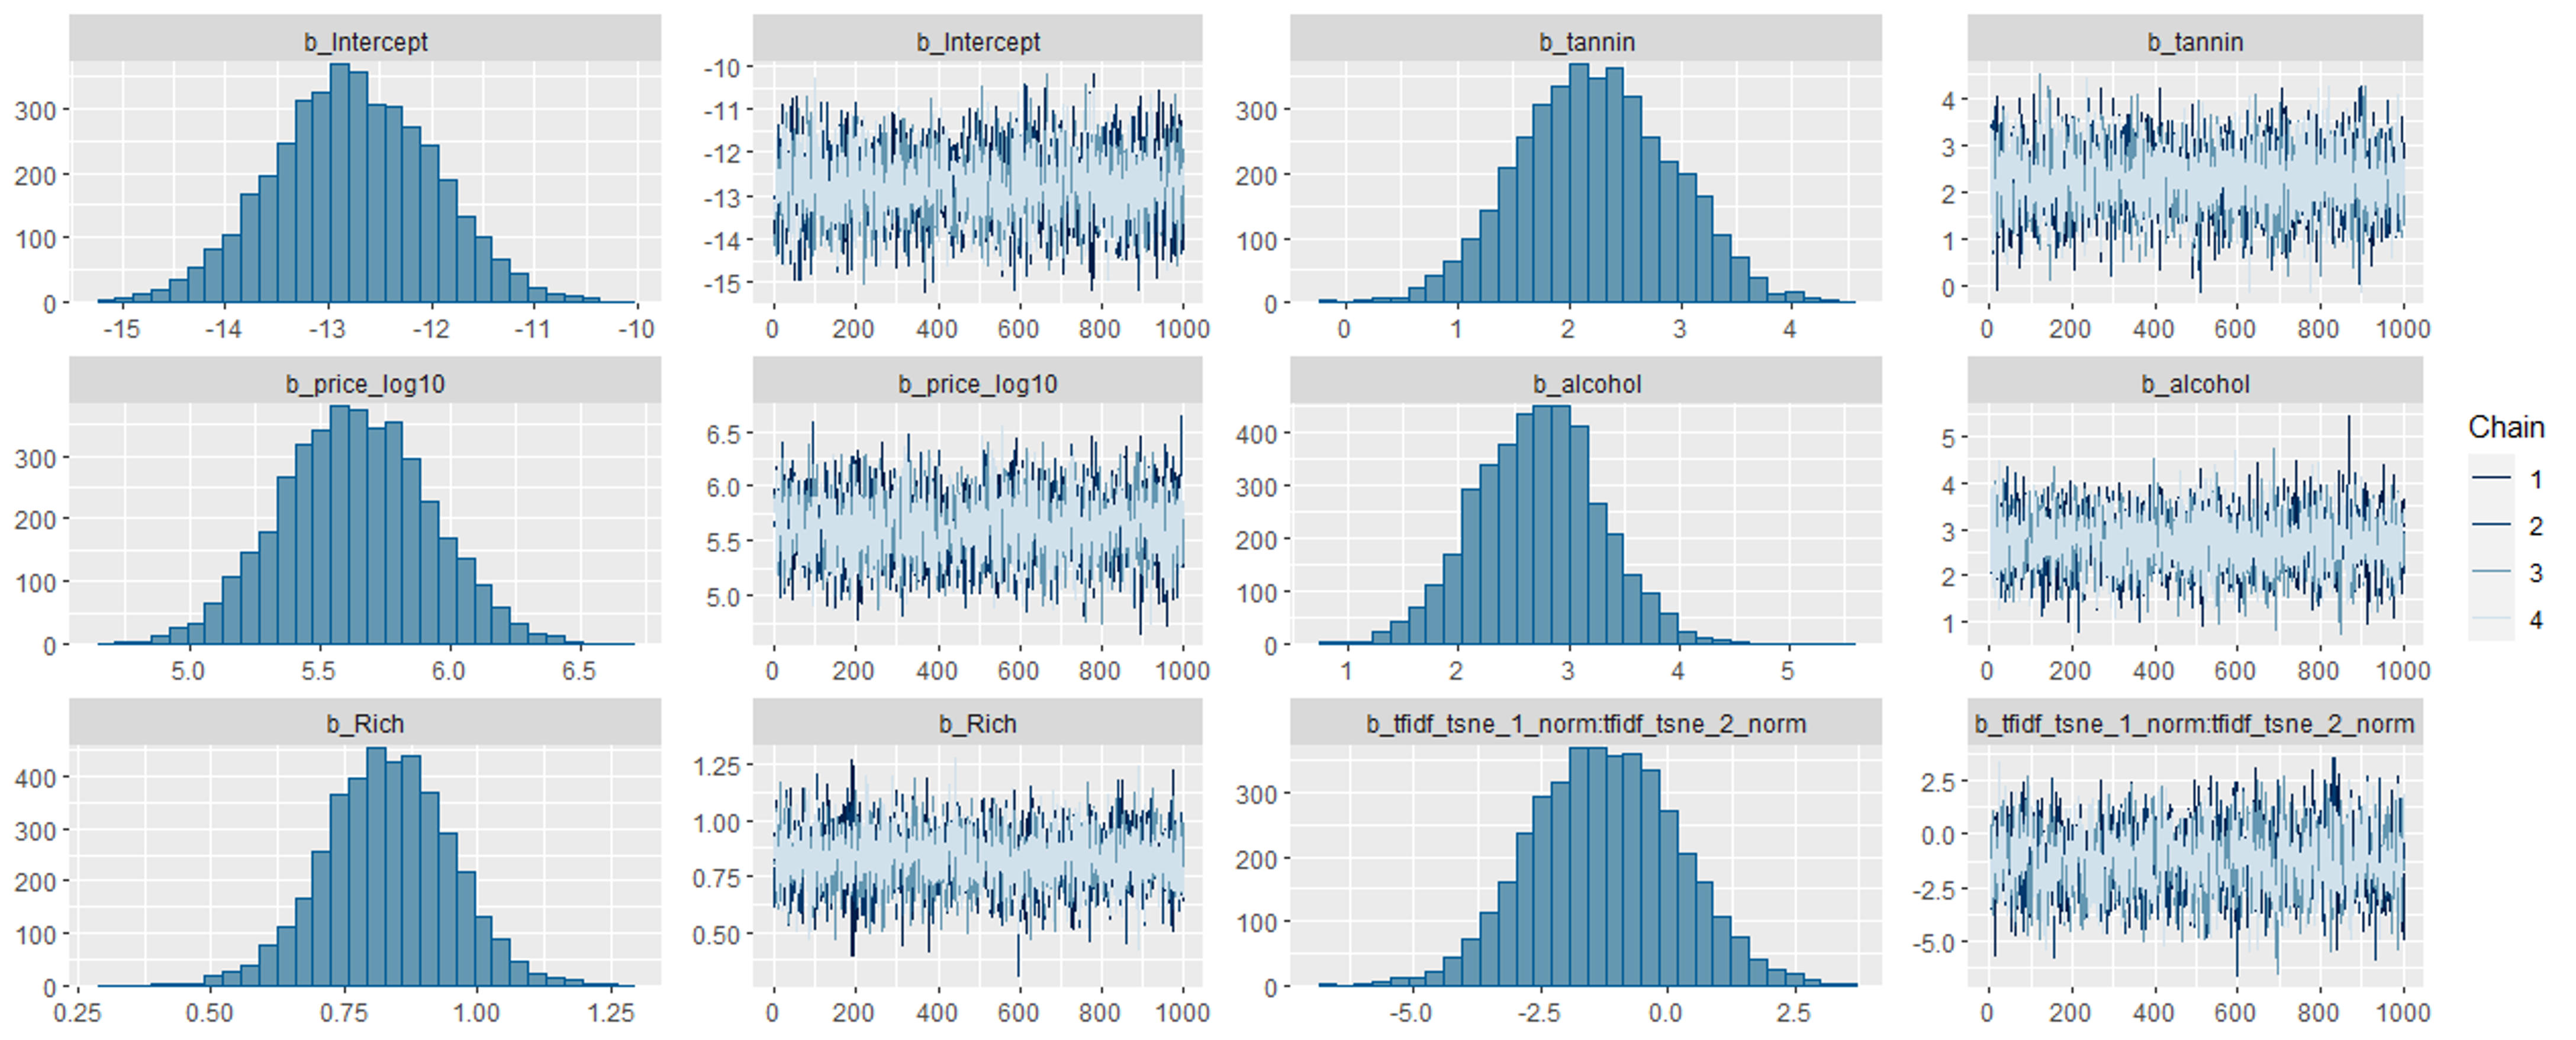 b_Intercept
300
200
100
0
-15 -14 -13 -12 -11 -10
b_Intercept
-10
-11
-12
-13
-14
-15
0 200 400 600 800 1000
b_tannin
300
200
100
0
0 1 2 3 4
b_tannin
4
3
2
1
0
0 200 400 600 800 1000
b_price_log10
300
200
100
0
5.0 5.5 6.0 6.5
b_price_log10
6.5
6.0
5.5
5.0
0 200 400 600 800 1000
b_alcohol
400
300
200
100
0
1 2 3 4 5
b_alcohol
5
4
3
2
1
0 200 400 600 800 1000
b_Rich
400
300
200
100
0
0.25 0.50 0.75 1.00 1.25
b_Rich
1.25
1.00
0.75
0.50
0 200 400 600 800 1000
b_tfidf_tsne_1_norm:tfidf_tsne_2_norm
300
200
100
0
-5.0 -2.5 0.0 2.5
b_tfidf_tsne_1_norm:tfidf_tsne_2_norm
2.5
0.0
-2.5
-5.0
0 200 400 600 800 1000
Chain
1
2
3
4